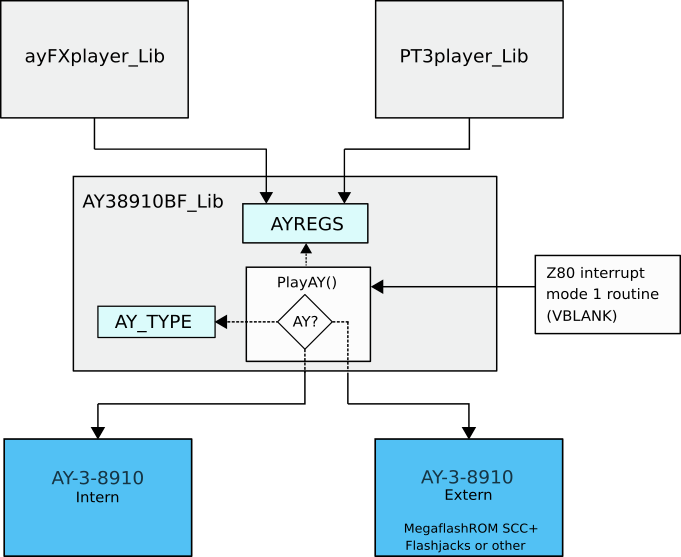 ayFXplayer_Lib
PT3player_Lib
AY38910BF_Lib
AYREGS
PlayAY()
AY?
AY_TYPE
Z80 interrupt
mode 1 routine
(VBLANK)
AY-3-8910
Intern
AY-3-8910
Extern
MegaflashROM SCC+
Flashjacks or other